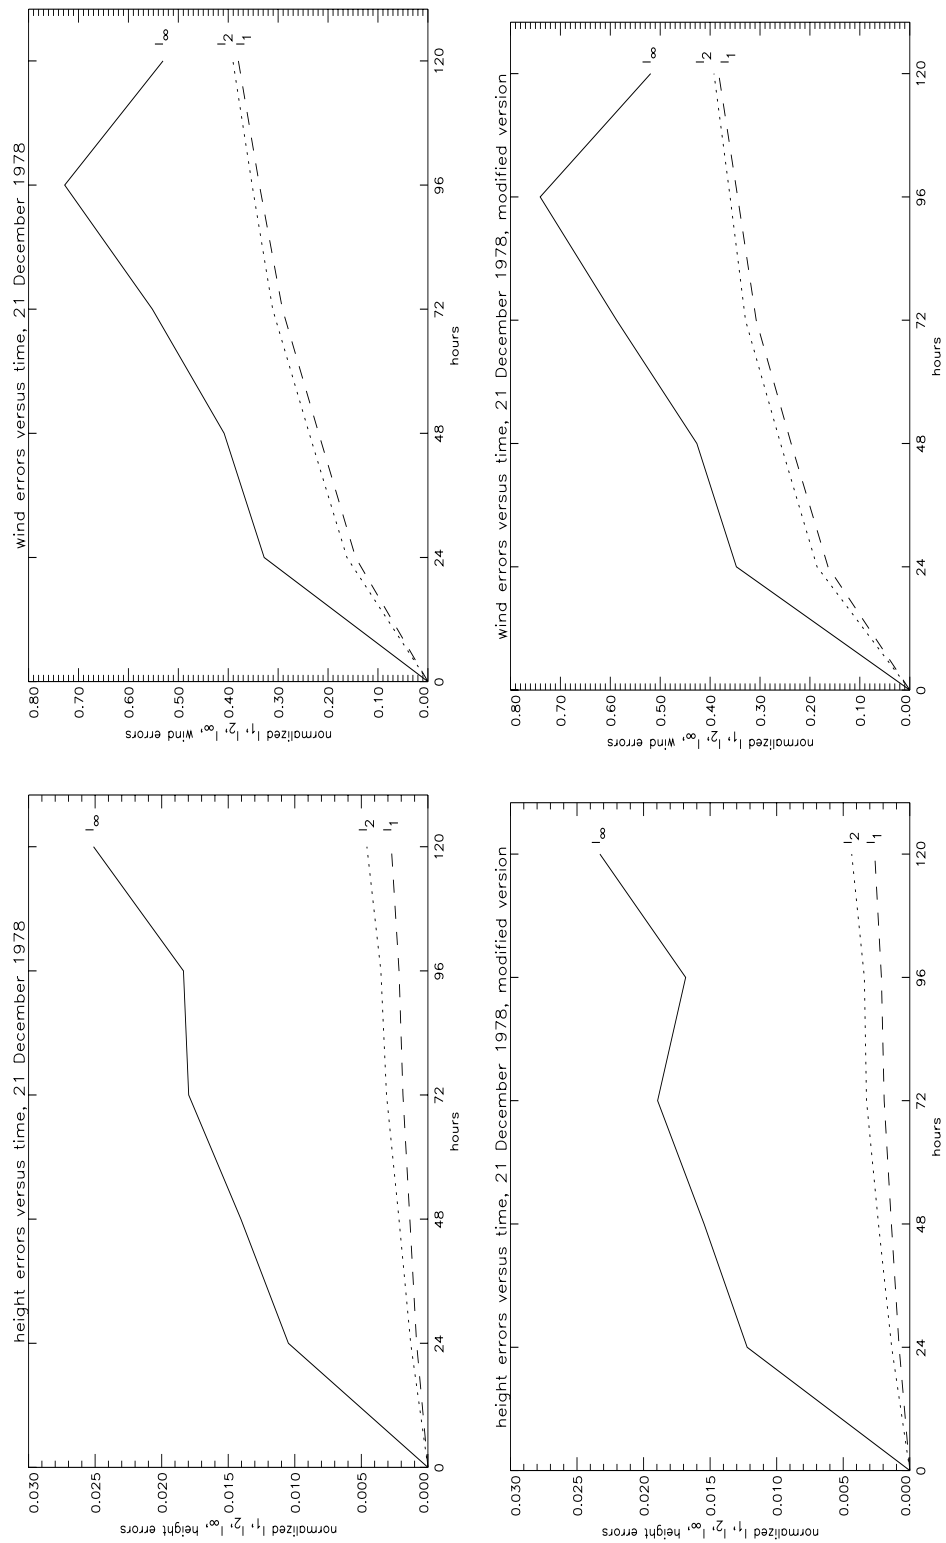 height errors versus time, 21 December 1978
0.030
0.025
0.020
0.015
0.010
0.005
0.000
normalized l₁, l₂, l∞, height errors
l∞
l₂
l₁
0 24 48 72 96 120
hours
wind errors versus time, 21 December 1978
0.80
0.70
0.60
0.50
0.40
0.30
0.20
0.10
0.00
normalized l₁, l₂, l∞, wind errors
l∞
l₂
l₁
0 24 48 72 96 120
hours
height errors versus time, 21 December 1978, modified version
0.030
0.025
0.020
0.015
0.010
0.005
0.000
normalized l₁, l₂, l∞, height errors
l∞
l₂
l₁
0 24 48 72 96 120
hours
wind errors versus time, 21 December 1978, modified version
0.80
0.70
0.60
0.50
0.40
0.30
0.20
0.10
0.00
normalized l₁, l₂, l∞, wind errors
l∞
l₂
l₁
0 24 48 72 96 120
hours